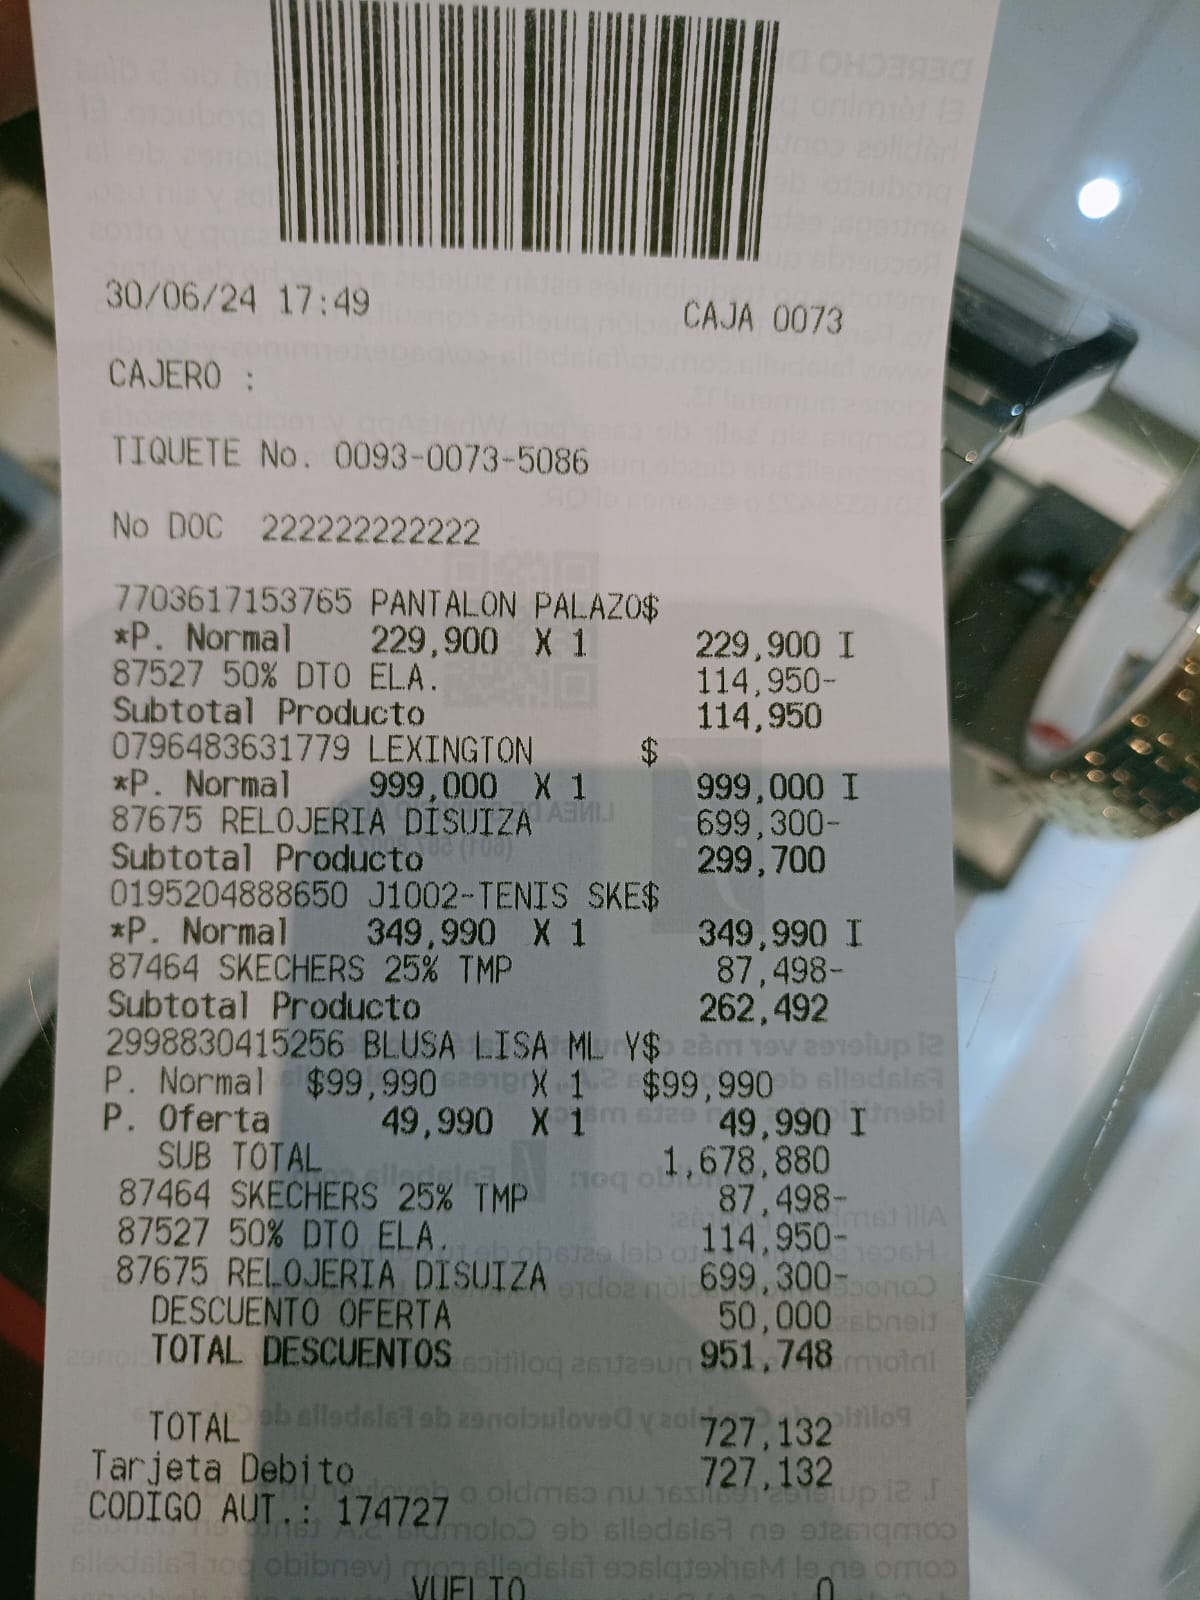 30/06/24 17:49 CAJA 0073
CAJERO :
TIQUETE No. 0093-0073-5086
No DOC 222222222222
7703617153765 PANTALON PALAZO$
*P. Normal 229,900 X 1 229,900 I
87527 50% DTO ELA. 114,950-
Subtotal Producto 114,950
0796483631779 LEXINGTON $
*P. Normal 999,000 X 1 999,000 I
87675 RELOJERIA DISUIZA 699,300-
Subtotal Producto 299,700
0195204888650 J1002-TENIS SKE$
*P. Normal 349,990 X 1 349,990 I
87464 SKECHERS 25% TMP 87,498-
Subtotal Producto 262,492
2998830415256 BLUSA LISA ML Y$
P. Normal $99,990 X 1 $99,990
P. Oferta 49,990 X 1 49,990 I
SUB TOTAL 1,678,880
87464 SKECHERS 25% TMP 87,498-
87527 50% DTO ELA. 114,950-
87675 RELOJERIA DISUIZA 699,300-
DESCUENTO OFERTA 50,000
TOTAL DESCUENTOS 951,748
TOTAL 727,132
Tarjeta Debito 727,132
CODIGO AUT.: 174727
VUELTO 0